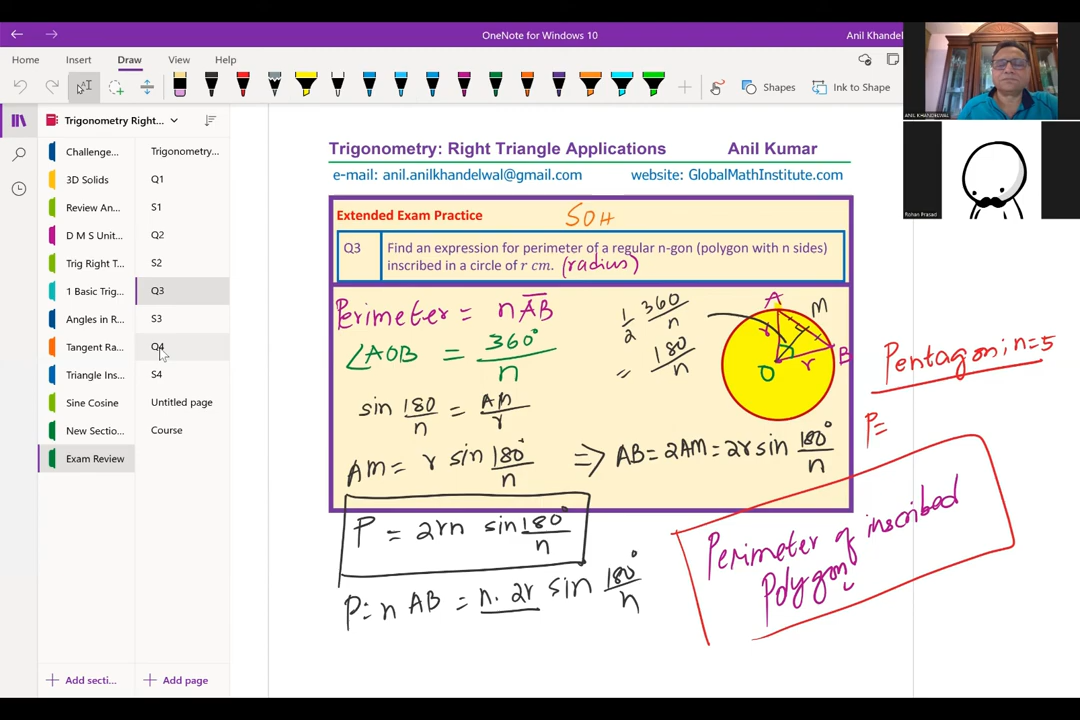 OneNote for Windows 10
Anil Khandel
Home Insert Draw View Help
Shapes
Ink to Shape
ANIL KHANDELWAL
Rohan Prasad
Trigonometry Right...
Challenge...
3D Solids
Review An...
D M S Unit...
Trig Right T...
1 Basic Trig...
Angles in R...
Tangent Ra...
Triangle Ins...
Sine Cosine
New Sectio...
Exam Review
Add secti...
Trigonometry...
Q1
S1
Q2
S2
Q3
S3
Q4
S4
Untitled page
Course
Add page
Trigonometry: Right Triangle Applications Anil Kumar
e-mail: anil.anilkhandelwal@gmail.com website: GlobalMathInstitute.com
Extended Exam Practice SOH
Q3 Find an expression for perimeter of a regular n-gon (polygon with n sides)
inscribed in a circle of r cm. (radius)
Perimeter = n A̅B̅
∠AOB = 360°/n
1/2 360/n
= 180/n
A M B O r r
sin 180/n = AM/r
AM = r sin 180°/n ⇒ AB = 2AM = 2r sin 180°/n
P = 2rn sin 180°/n
P = n AB = n. 2r sin 180°/n
Pentagon; n=5
P=
Perimeter of inscribed
Polygon